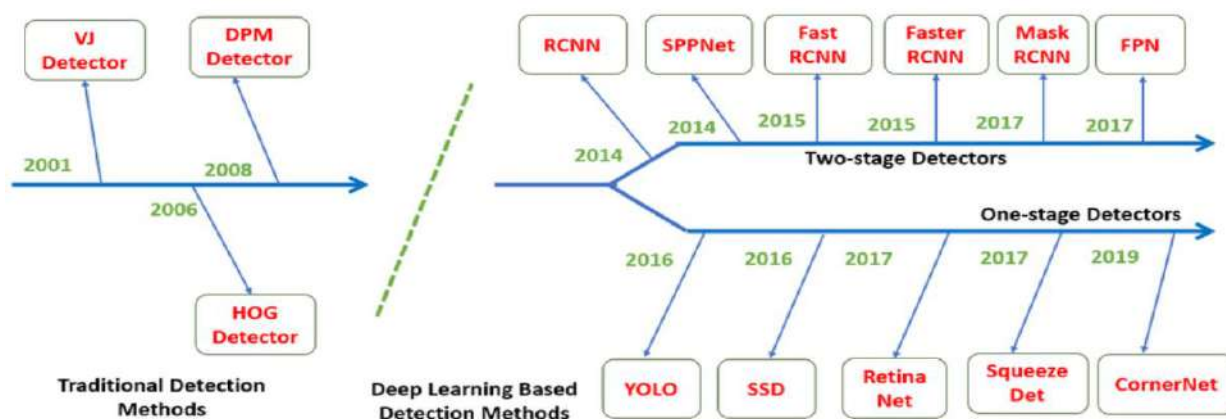 VJ
Detector
DPM
Detector
RCNN
SPPNet
Fast
RCNN
Faster
RCNN
Mask
RCNN
FPN
2014
2015
2015
2017
2017
2014
Two-stage Detectors
2001
2008
2006
One-stage Detectors
2016
2016
2017
2017
2019
HOG
Detector
YOLO
SSD
Retina
Net
Squeeze
Det
CornerNet
Traditional Detection
Methods
Deep Learning Based
Detection Methods